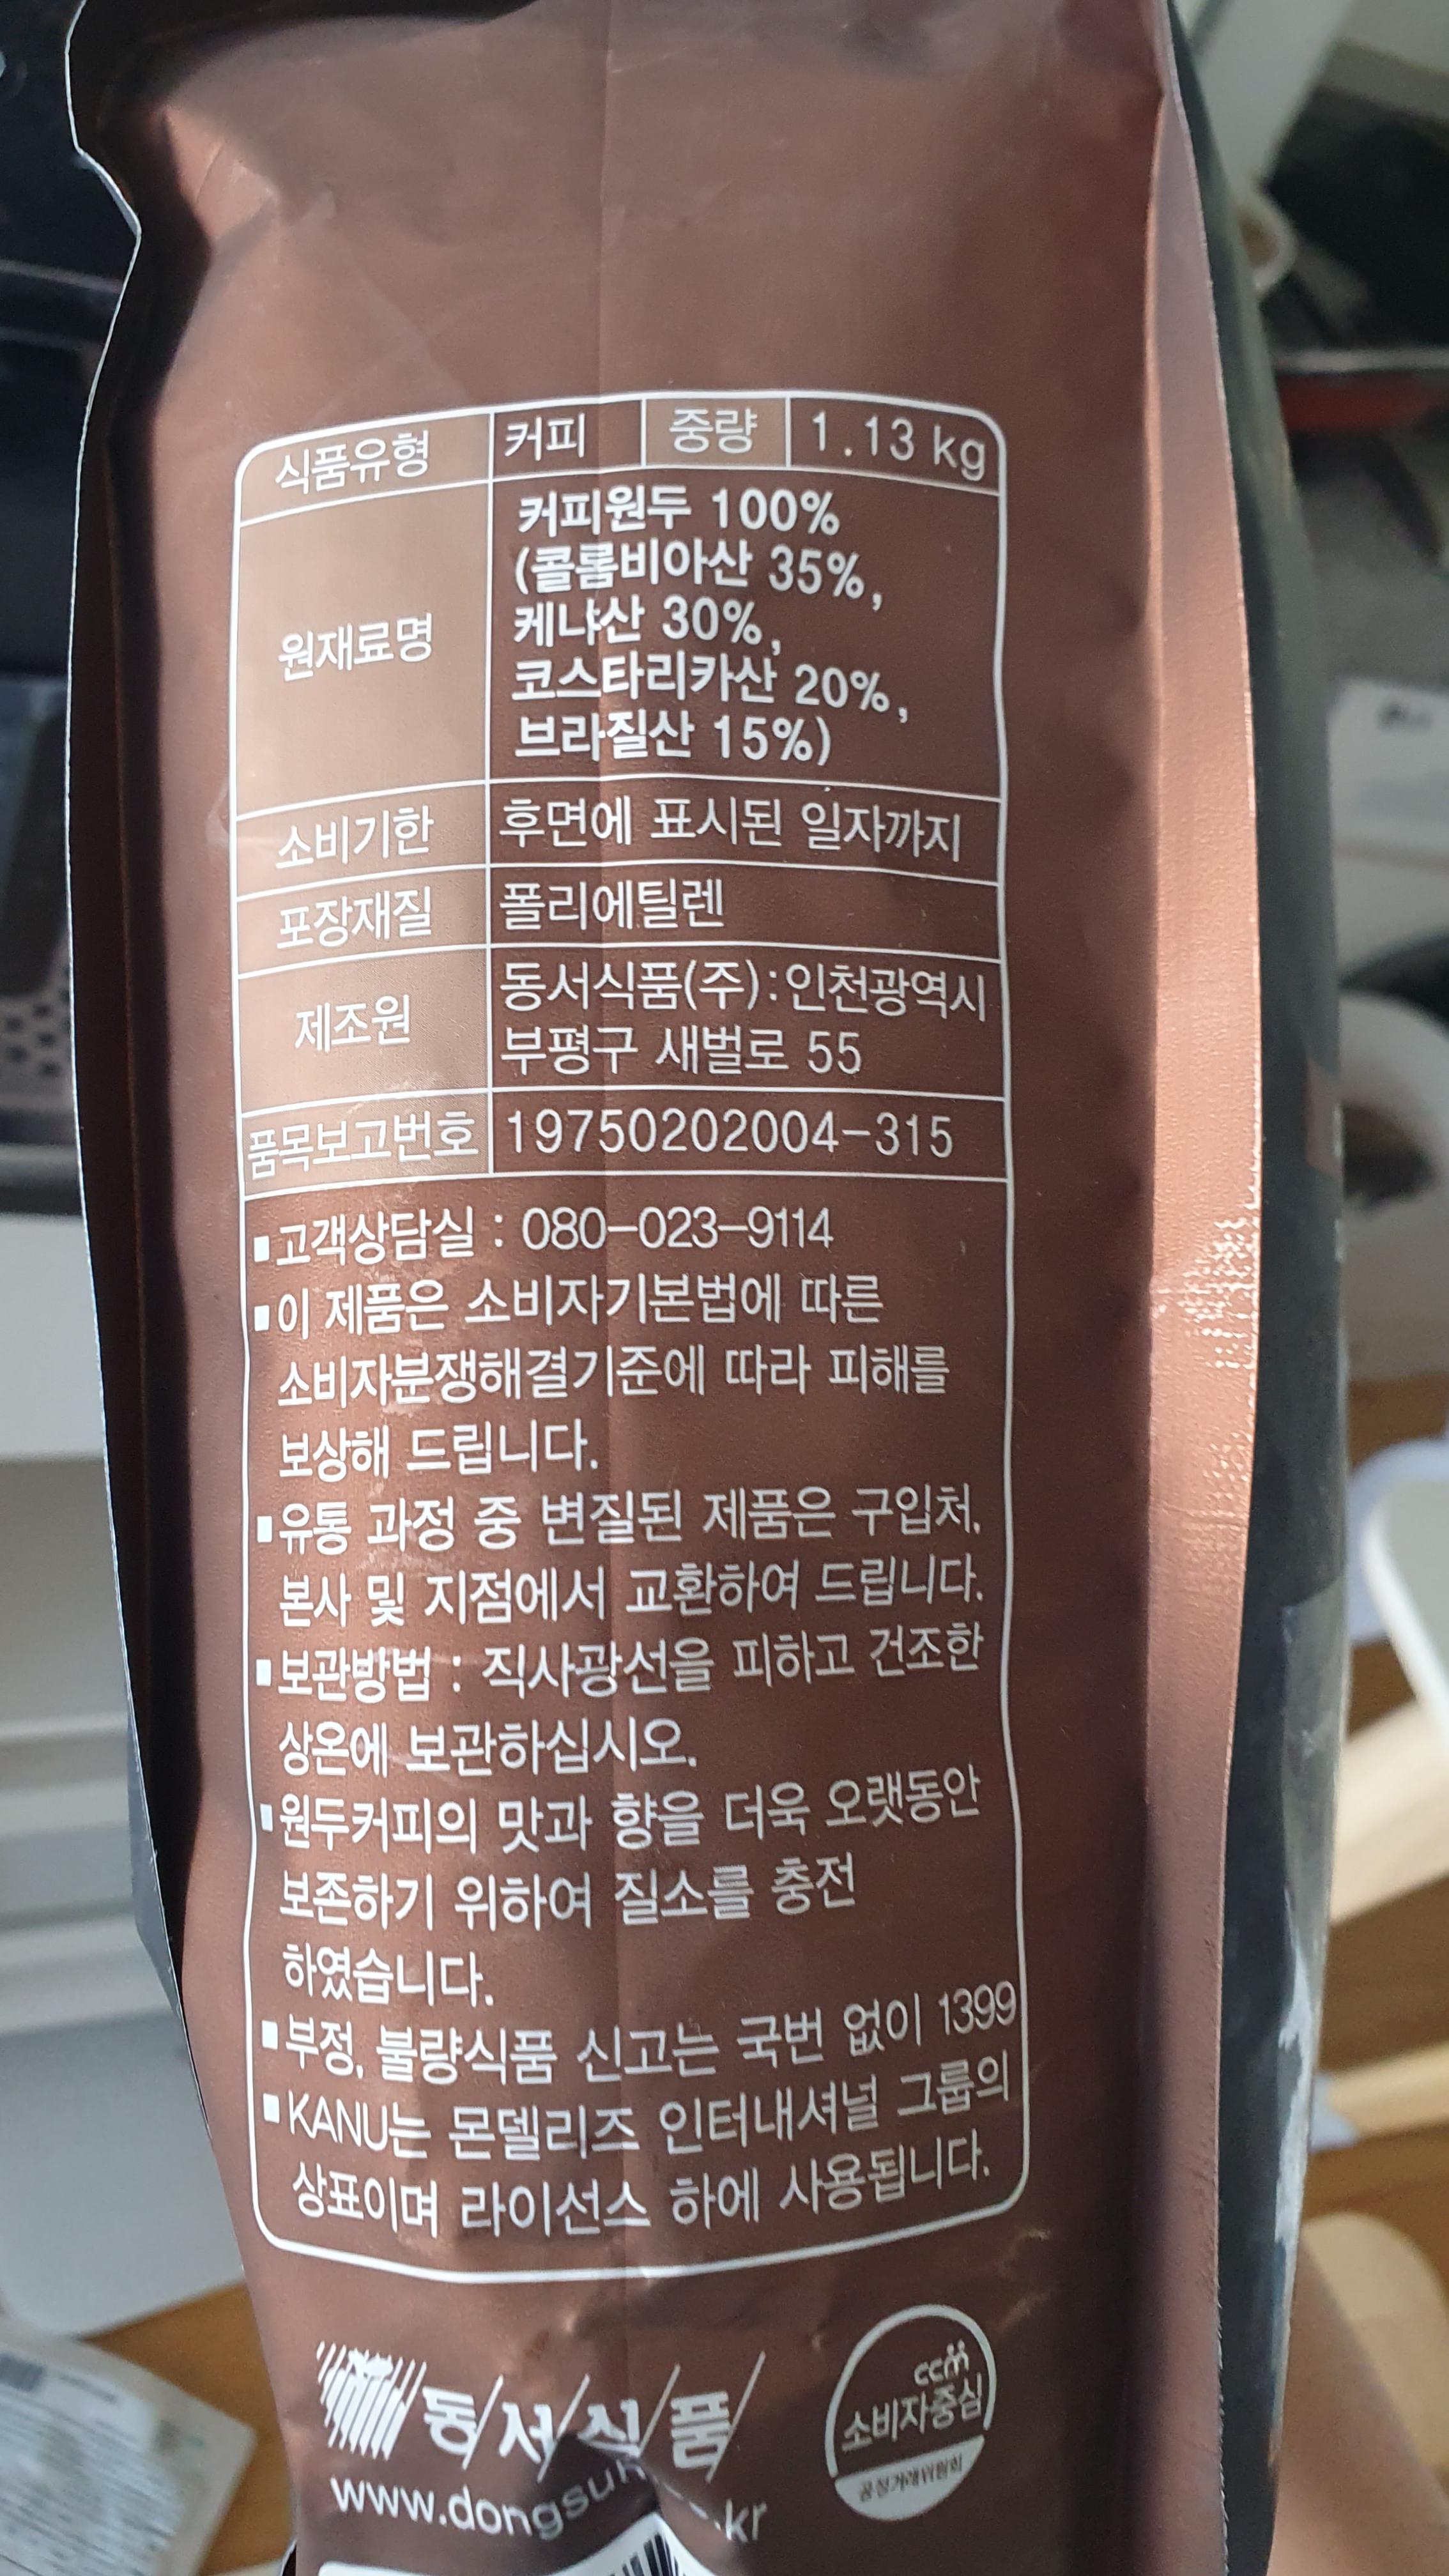 식품유형 커피 중량 1.13 kg
원재료명 커피원두 100%
(콜롬비아산 35%,
케냐산 30%,
코스타리카산 20%,
브라질산 15%)
소비기한 후면에 표시된 일자까지
포장재질 폴리에틸렌
제조원 동서식품(주):인천광역시
부평구 새벌로 55
품목보고번호 19750202004-315
▪고객상담실 : 080-023-9114
▪이 제품은 소비자기본법에 따른
소비자분쟁해결기준에 따라 피해를
보상해 드립니다.
▪유통 과정 중 변질된 제품은 구입처,
본사 및 지점에서 교환하여 드립니다.
▪보관방법 : 직사광선을 피하고 건조한
상온에 보관하십시오.
▪원두커피의 맛과 향을 더욱 오랫동안
보존하기 위하여 질소를 충전
하였습니다.
▪부정, 불량식품 신고는 국번 없이 1399
▪KANU는 몬델리즈 인터내셔널 그룹의
상표이며 라이선스 하에 사용됩니다.
동서식품
ccm
소비자중심
공정거래위원회